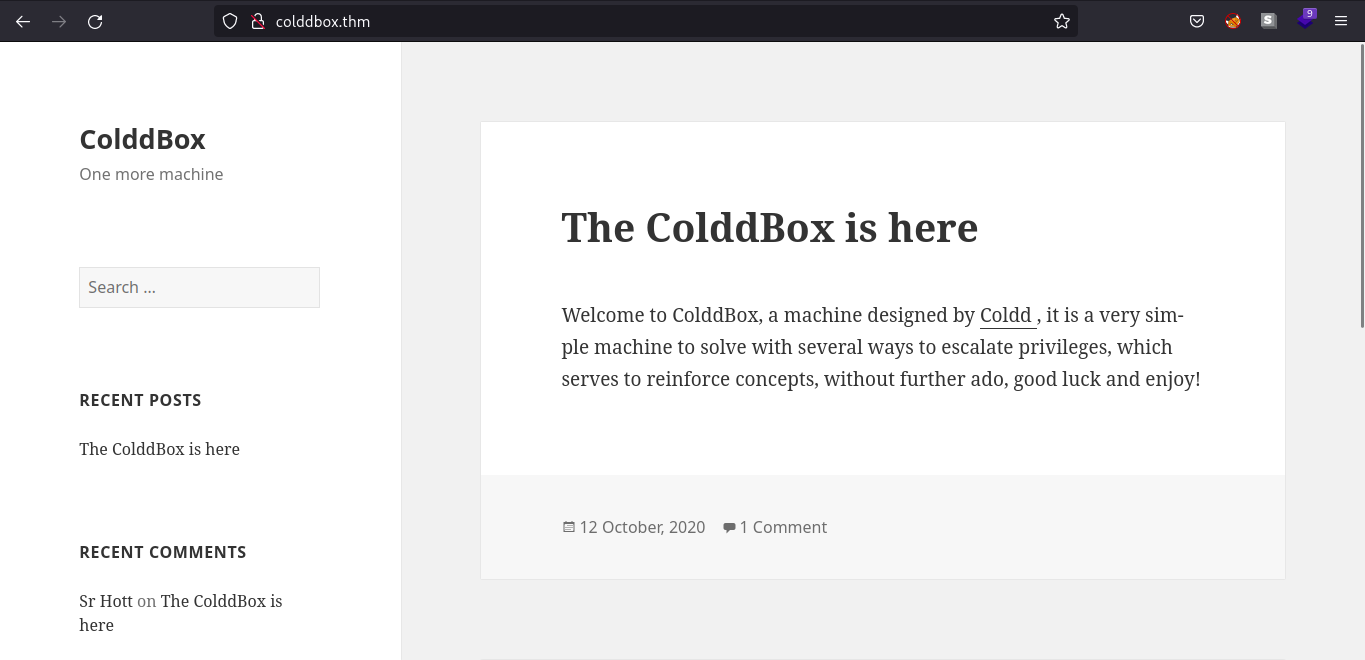 colddbox.thm
S
9
ColddBox
One more machine
Search ...
RECENT POSTS
The ColddBox is here
RECENT COMMENTS
Sr Hott on The ColddBox is
here
The ColddBox is here
Welcome to ColddBox, a machine designed by Coldd , it is a very sim-
ple machine to solve with several ways to escalate privileges, which
serves to reinforce concepts, without further ado, good luck and enjoy!
12 October, 2020 1 Comment